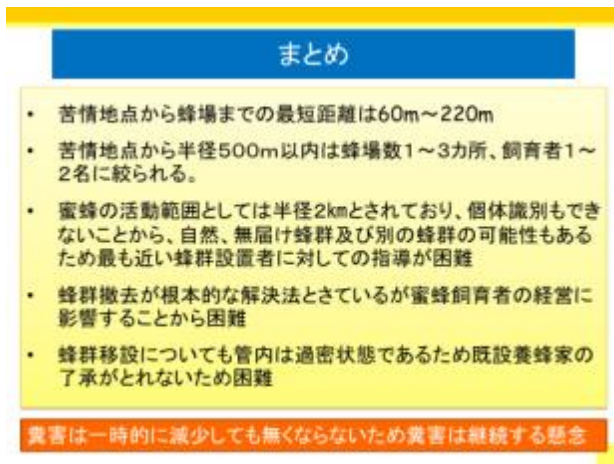 まとめ
• 苦情地点から蜂場までの最短距離は60m～220m
• 苦情地点から半径500m以内は蜂場数1～3カ所、飼育者1～
2名に絞られる。
• 蜜蜂の活動範囲としては半径2㎞とされており、個体識別もでき
ないことから、自然、無届け蜂群及び別の蜂群の可能性もある
ため最も近い蜂群設置者に対しての指導が困難
• 蜂群撤去が根本的な解決法とさているが蜜蜂飼育者の経営に
影響することから困難
• 蜂群移設についても管内は過密状態であるため既設養蜂家の
了承がとれないため困難
糞害は一時的に減少しても無くならないため糞害は継続する懸念